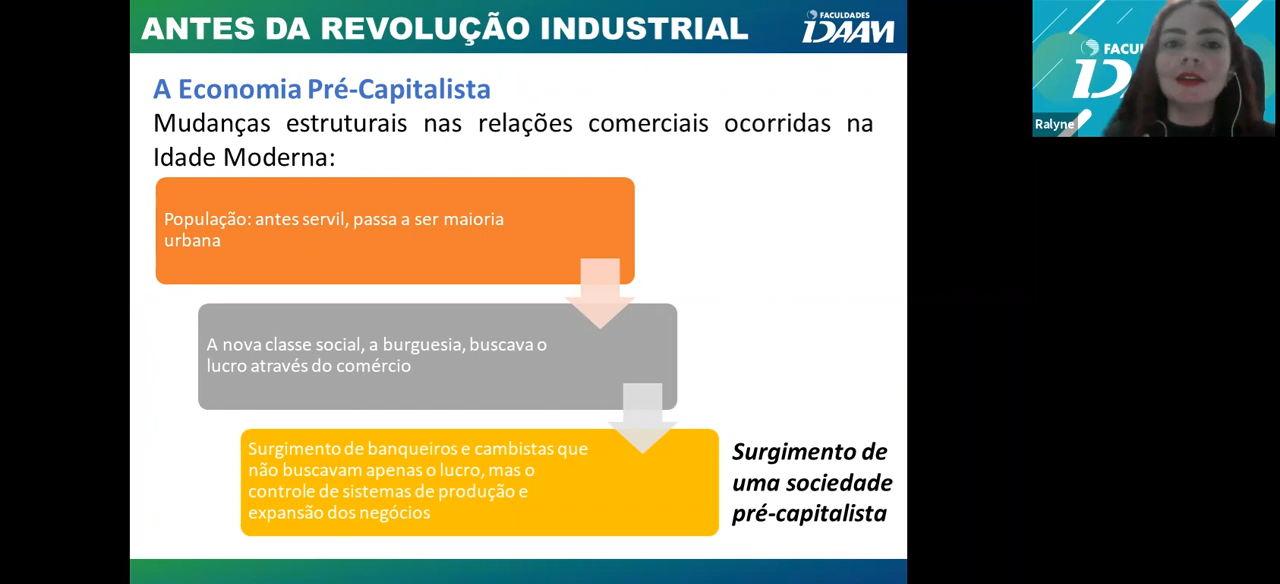 ANTES DA REVOLUÇÃO INDUSTRIAL
FACULDADES
IDAAM
A Economia Pré-Capitalista
Mudanças estruturais nas relações comerciais ocorridas na
Idade Moderna:
População: antes servil, passa a ser maioria
urbana
A nova classe social, a burguesia, buscava o
lucro através do comércio
Surgimento de banqueiros e cambistas que
não buscavam apenas o lucro, mas o
controle de sistemas de produção e
expansão dos negócios
Surgimento de
uma sociedade
pré-capitalista
Ralyne